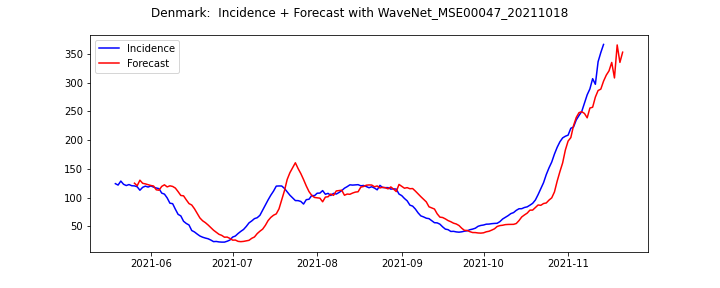 Denmark:  Incidence + Forecast with WaveNet_MSE00047_20211018
Incidence
Forecast
350
300
250
200
150
100
50
2021-06 2021-07 2021-08 2021-09 2021-10 2021-11